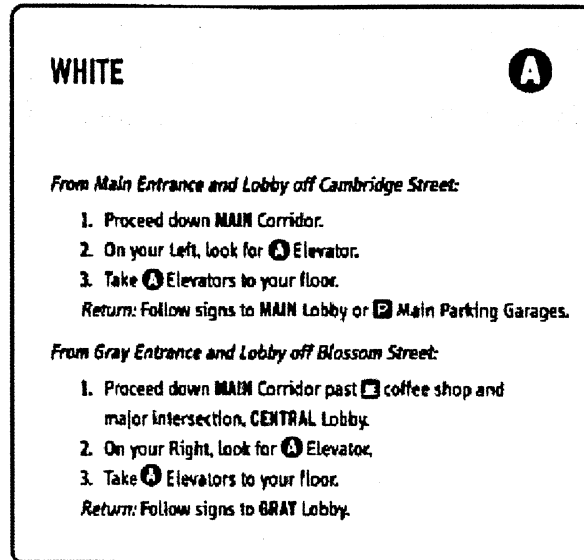 WHITE A
From Main Entrance and Lobby off Cambridge Street:
1. Proceed down MAIN Corridor.
2. On your Left, look for A Elevator.
3. Take A Elevators to your floor.
Return: Follow signs to MAIN Lobby or P Main Parking Garages.
From Gray Entrance and Lobby off Blossom Street:
1. Proceed down MAIN Corridor past coffee shop and
major intersection, CENTRAL Lobby.
2. On your Right, look for A Elevator.
3. Take A Elevators to your floor.
Return: Follow signs to GRAY Lobby.